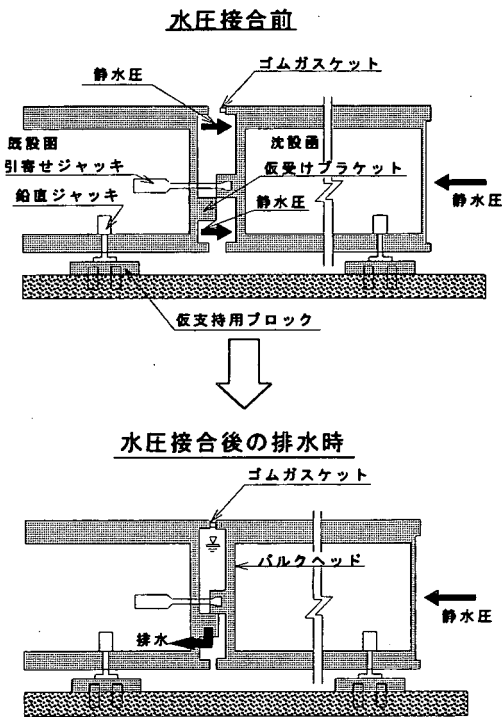 水圧接合前
ゴムガスケット
静水圧
既設函
沈設函
引寄せジャッキ
仮受けブラケット
鉛直ジャッキ
静水圧
静水圧
仮支持用ブロック
水圧接合後の排水時
ゴムガスケット
バルクヘッド
静水圧
排水